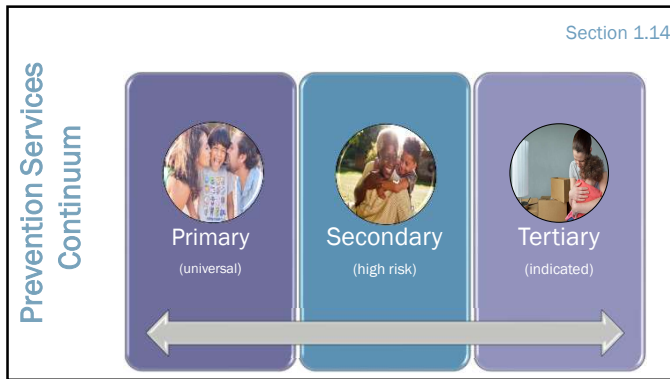 Section 1.14
Prevention Services
Continuum
Primary
(universal)
Secondary
(high risk)
Tertiary
(indicated)